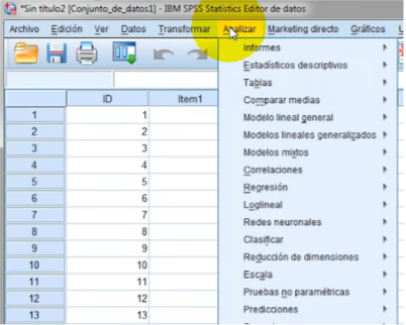 *Sin título2 [Conjunto_de_datos1] - IBM SPSS Statistics Editor de datos
Archivo Edición Ver Datos Transformar Analizar Marketing directo Gráficos
Informes
Estadísticos descriptivos
Tablas
Comparar medias
Modelo lineal general
Modelos lineales generalizados
Modelos mixtos
Correlaciones
Regresión
Loglineal
Redes neuronales
Clasificar
Reducción de dimensiones
Escala
Pruebas no paramétricas
Predicciones
ID Item1
1 1
2 2
3 3
4 4
5 5
6 6
7 7
8 8
9 9
10 10
11 11
12 12
13 13